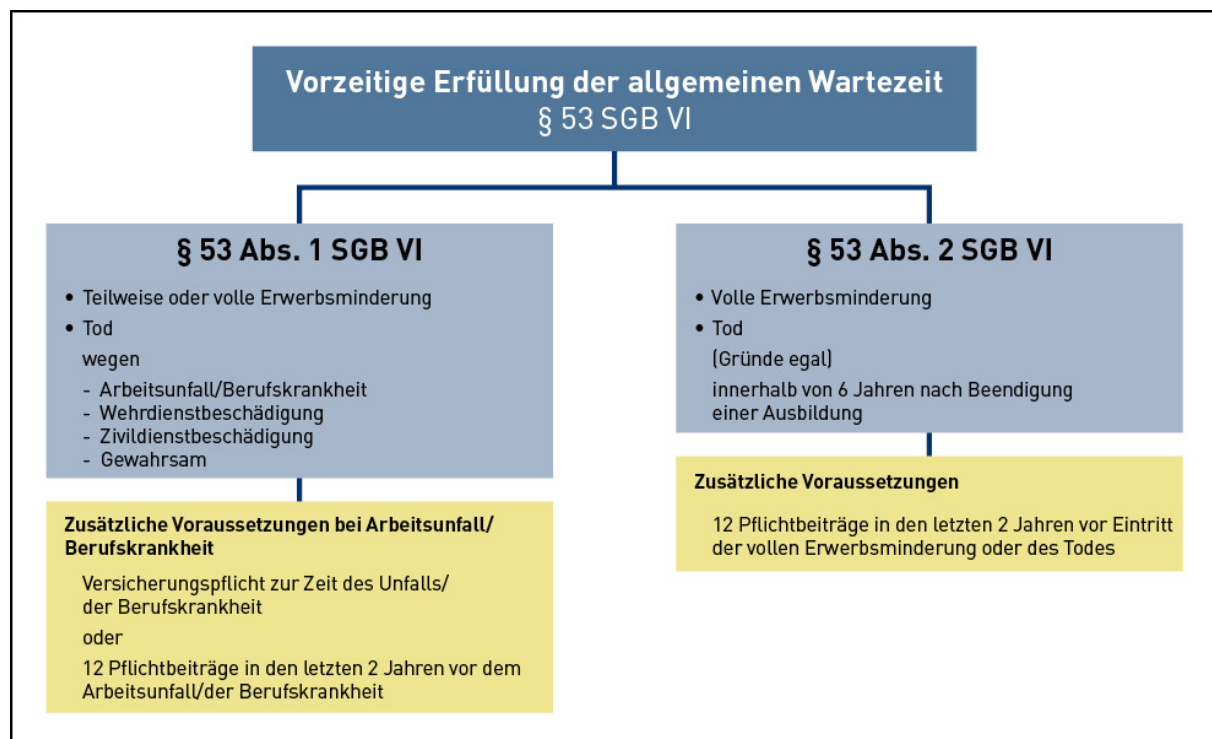 Vorzeitige Erfüllung der allgemeinen Wartezeit
§ 53 SGB VI
§ 53 Abs. 1 SGB VI
• Teilweise oder volle Erwerbsminderung
• Tod
wegen
- Arbeitsunfall/Berufskrankheit
- Wehrdienstbeschädigung
- Zivildienstbeschädigung
- Gewahrsam
Zusätzliche Voraussetzungen bei Arbeitsunfall/
Berufskrankheit
Versicherungspflicht zur Zeit des Unfalls/
der Berufskrankheit
oder
12 Pflichtbeiträge in den letzten 2 Jahren vor dem
Arbeitsunfall/der Berufskrankheit
§ 53 Abs. 2 SGB VI
• Volle Erwerbsminderung
• Tod
(Gründe egal)
innerhalb von 6 Jahren nach Beendigung
einer Ausbildung
Zusätzliche Voraussetzungen
12 Pflichtbeiträge in den letzten 2 Jahren vor Eintritt
der vollen Erwerbsminderung oder des Todes